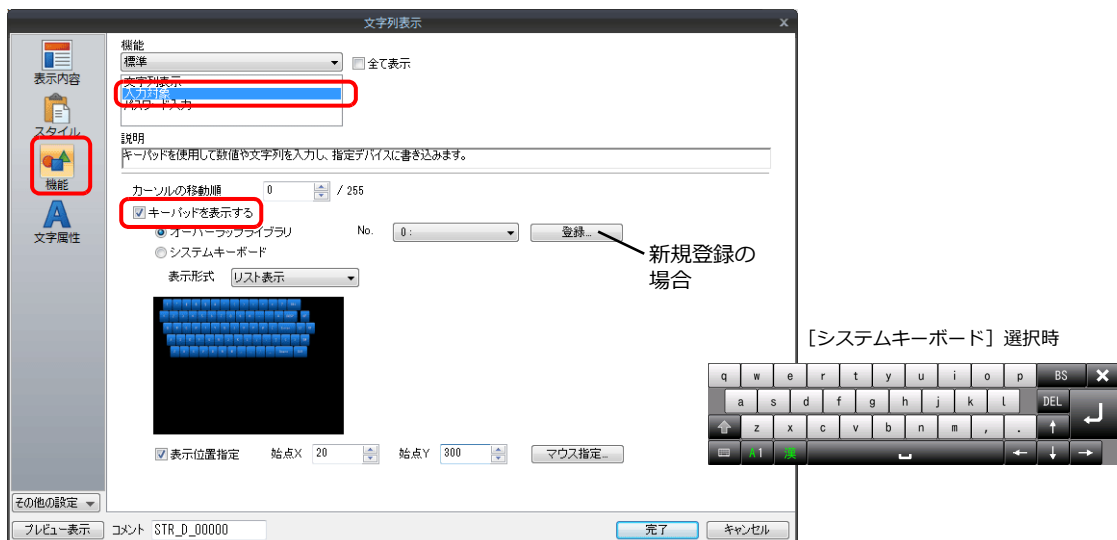 文字列表示
x
機能
標準
全て表示
文字列表示
入力対象
パスワード入力
説明
キーパッドを使用して数値や文字列を入力し、指定デバイスに書き込みます。
カーソルの移動順 0 / 255
キーパッドを表示する
オーバーラップライブラリ No. 0 : 登録...
システムキーボード
表示形式 リスト表示
表示位置指定 始点X 20 始点Y 300 マウス指定...
表示内容
スタイル
機能
文字属性
その他の設定
プレビュー表示 コメント STR_D_00000 完了 キャンセル
新規登録の
場合
［システムキーボード］選択時
q w e r t y u i o p BS
a s d f g h j k l DEL
z x c v b n m , . ↑
A1 漢 ← ↓ →